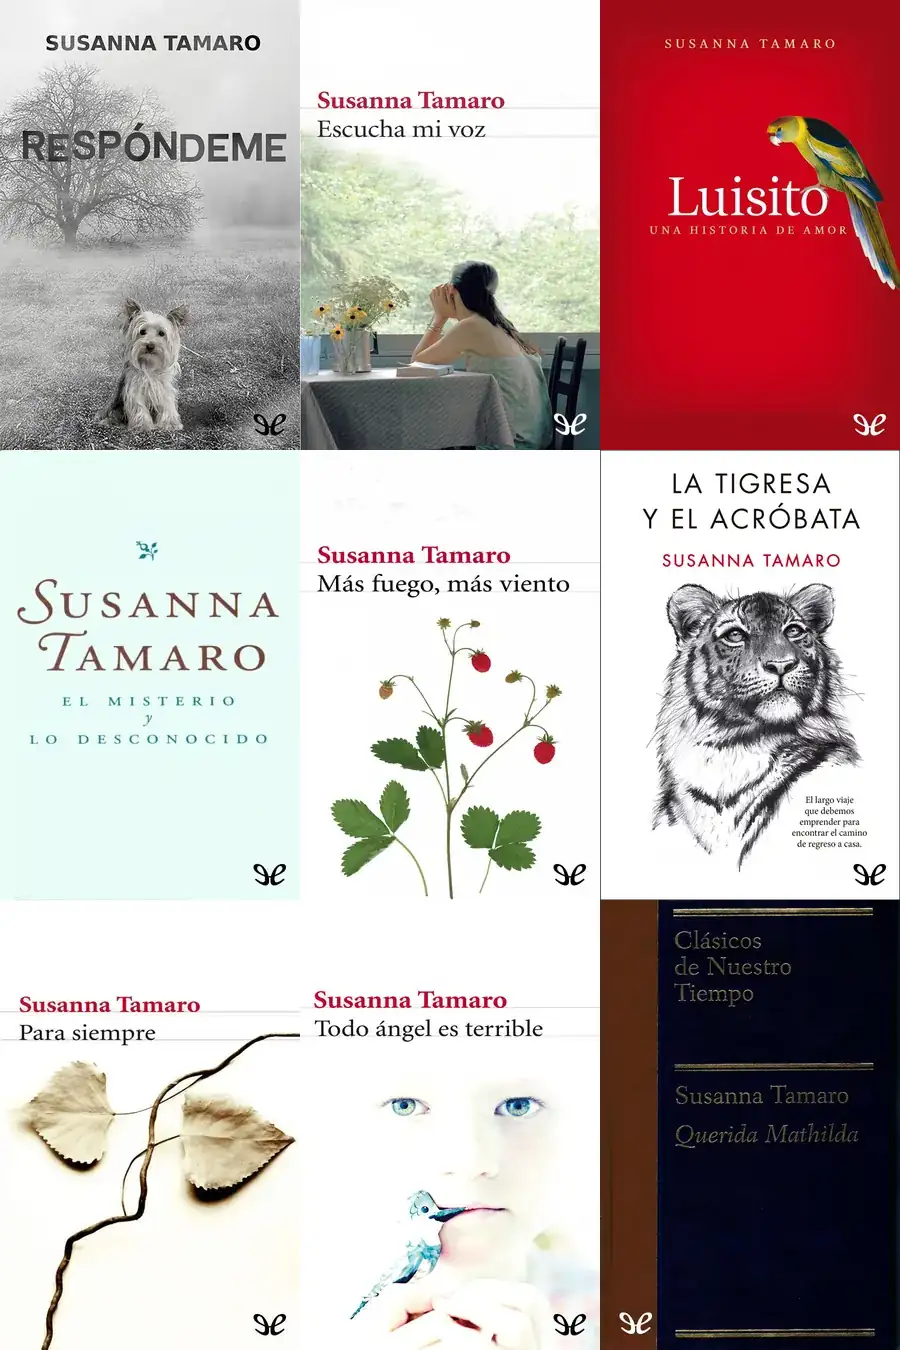 SUSANNA TAMARO
RESPÓNDEME
Susanna Tamaro
Escucha mi voz
SUSANNA TAMARO
Luisito
UNA HISTORIA DE AMOR
SUSANNA
TAMARO
EL MISTERIO
y
LO DESCONOCIDO
Susanna Tamaro
Más fuego, más viento
LA TIGRESA
Y EL ACRÓBATA
SUSANNA TAMARO
El largo viaje
que debemos
emprender para
encontrar el camino
de regreso a casa.
Susanna Tamaro
Para siempre
Susanna Tamaro
Todo ángel es terrible
Clásicos
de Nuestro
Tiempo
Susanna Tamaro
Querida Mathilda